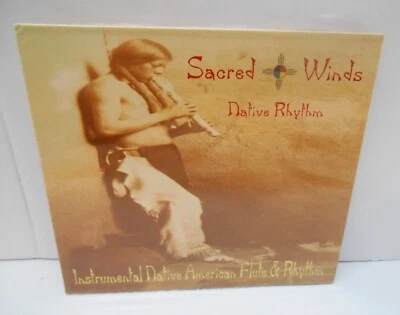 Sacred Winds
Native Rhythm
Instrumental Native American Flute & Rhythm